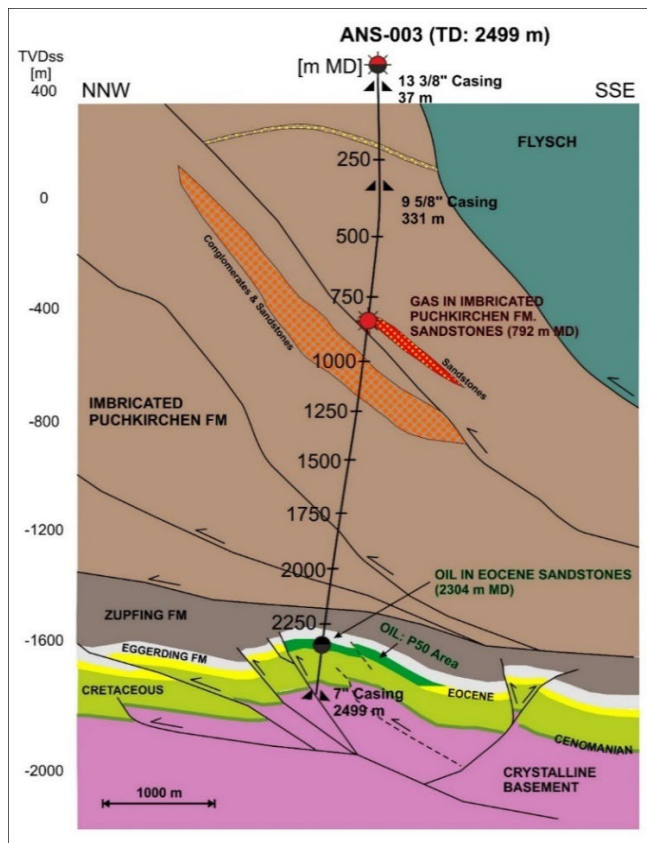 ANS-003 (TD: 2499 m)
TVDss
[m]
[m MD]
13 3/8" Casing
37 m
400
NNW
SSE
FLYSCH
250
0
9 5/8" Casing
331 m
500
Conglomerates & Sandstones
750
GAS IN IMBRICATED
PUCHKIRCHEN FM.
SANDSTONES (792 m MD)
-400
1000
Sandstones
1250
IMBRICATED
PUCHKIRCHEN FM
-800
1500
1750
-1200
2000
OIL IN EOCENE SANDSTONES
(2304 m MD)
ZUPFING FM
2250
-1600
OIL: P50 Area
EGGERDING FM
CRETACEOUS
7" Casing
2499 m
EOCENE
CENOMANIAN
-2000
CRYSTALLINE
BASEMENT
1000 m